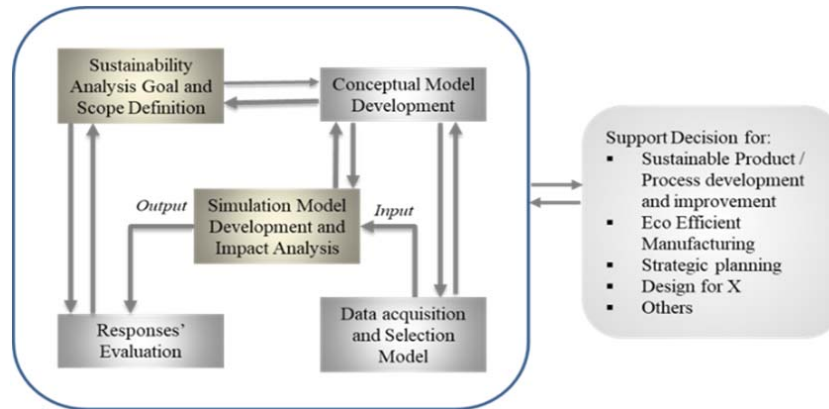 Sustainability
Analysis Goal and
Scope Definition
Conceptual Model
Development
Output
Simulation Model
Development and
Impact Analysis
Input
Responses’
Evaluation
Data acquisition
and Selection
Model
Support Decision for:
▪ Sustainable Product /
Process development
and improvement
▪ Eco Efficient
Manufacturing
▪ Strategic planning
▪ Design for X
▪ Others